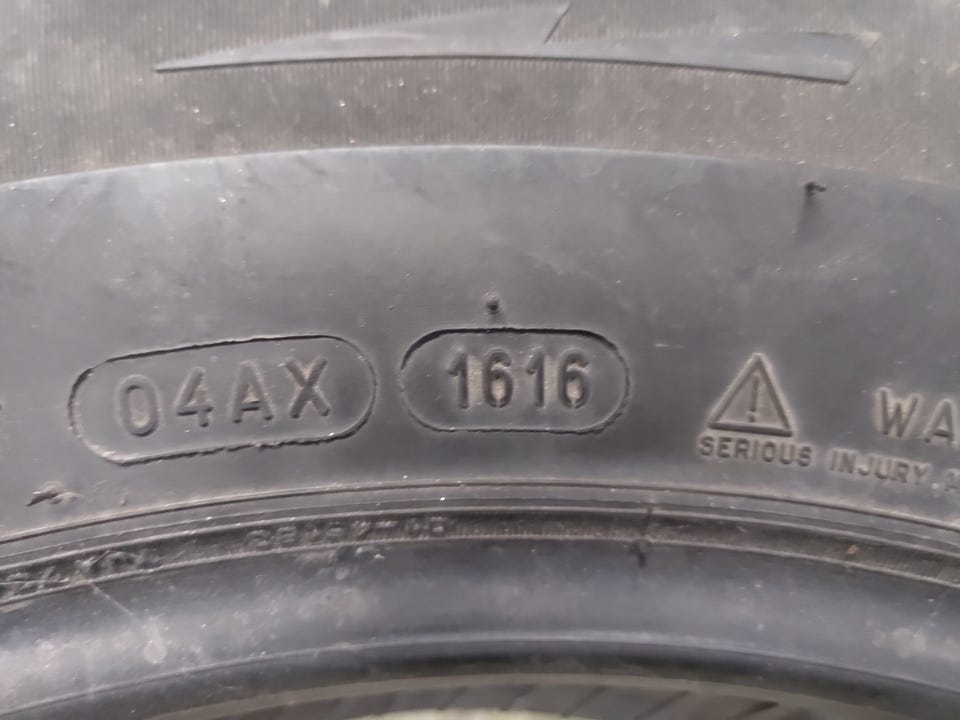 04AX 1616 WA
SERIOUS INJURY.